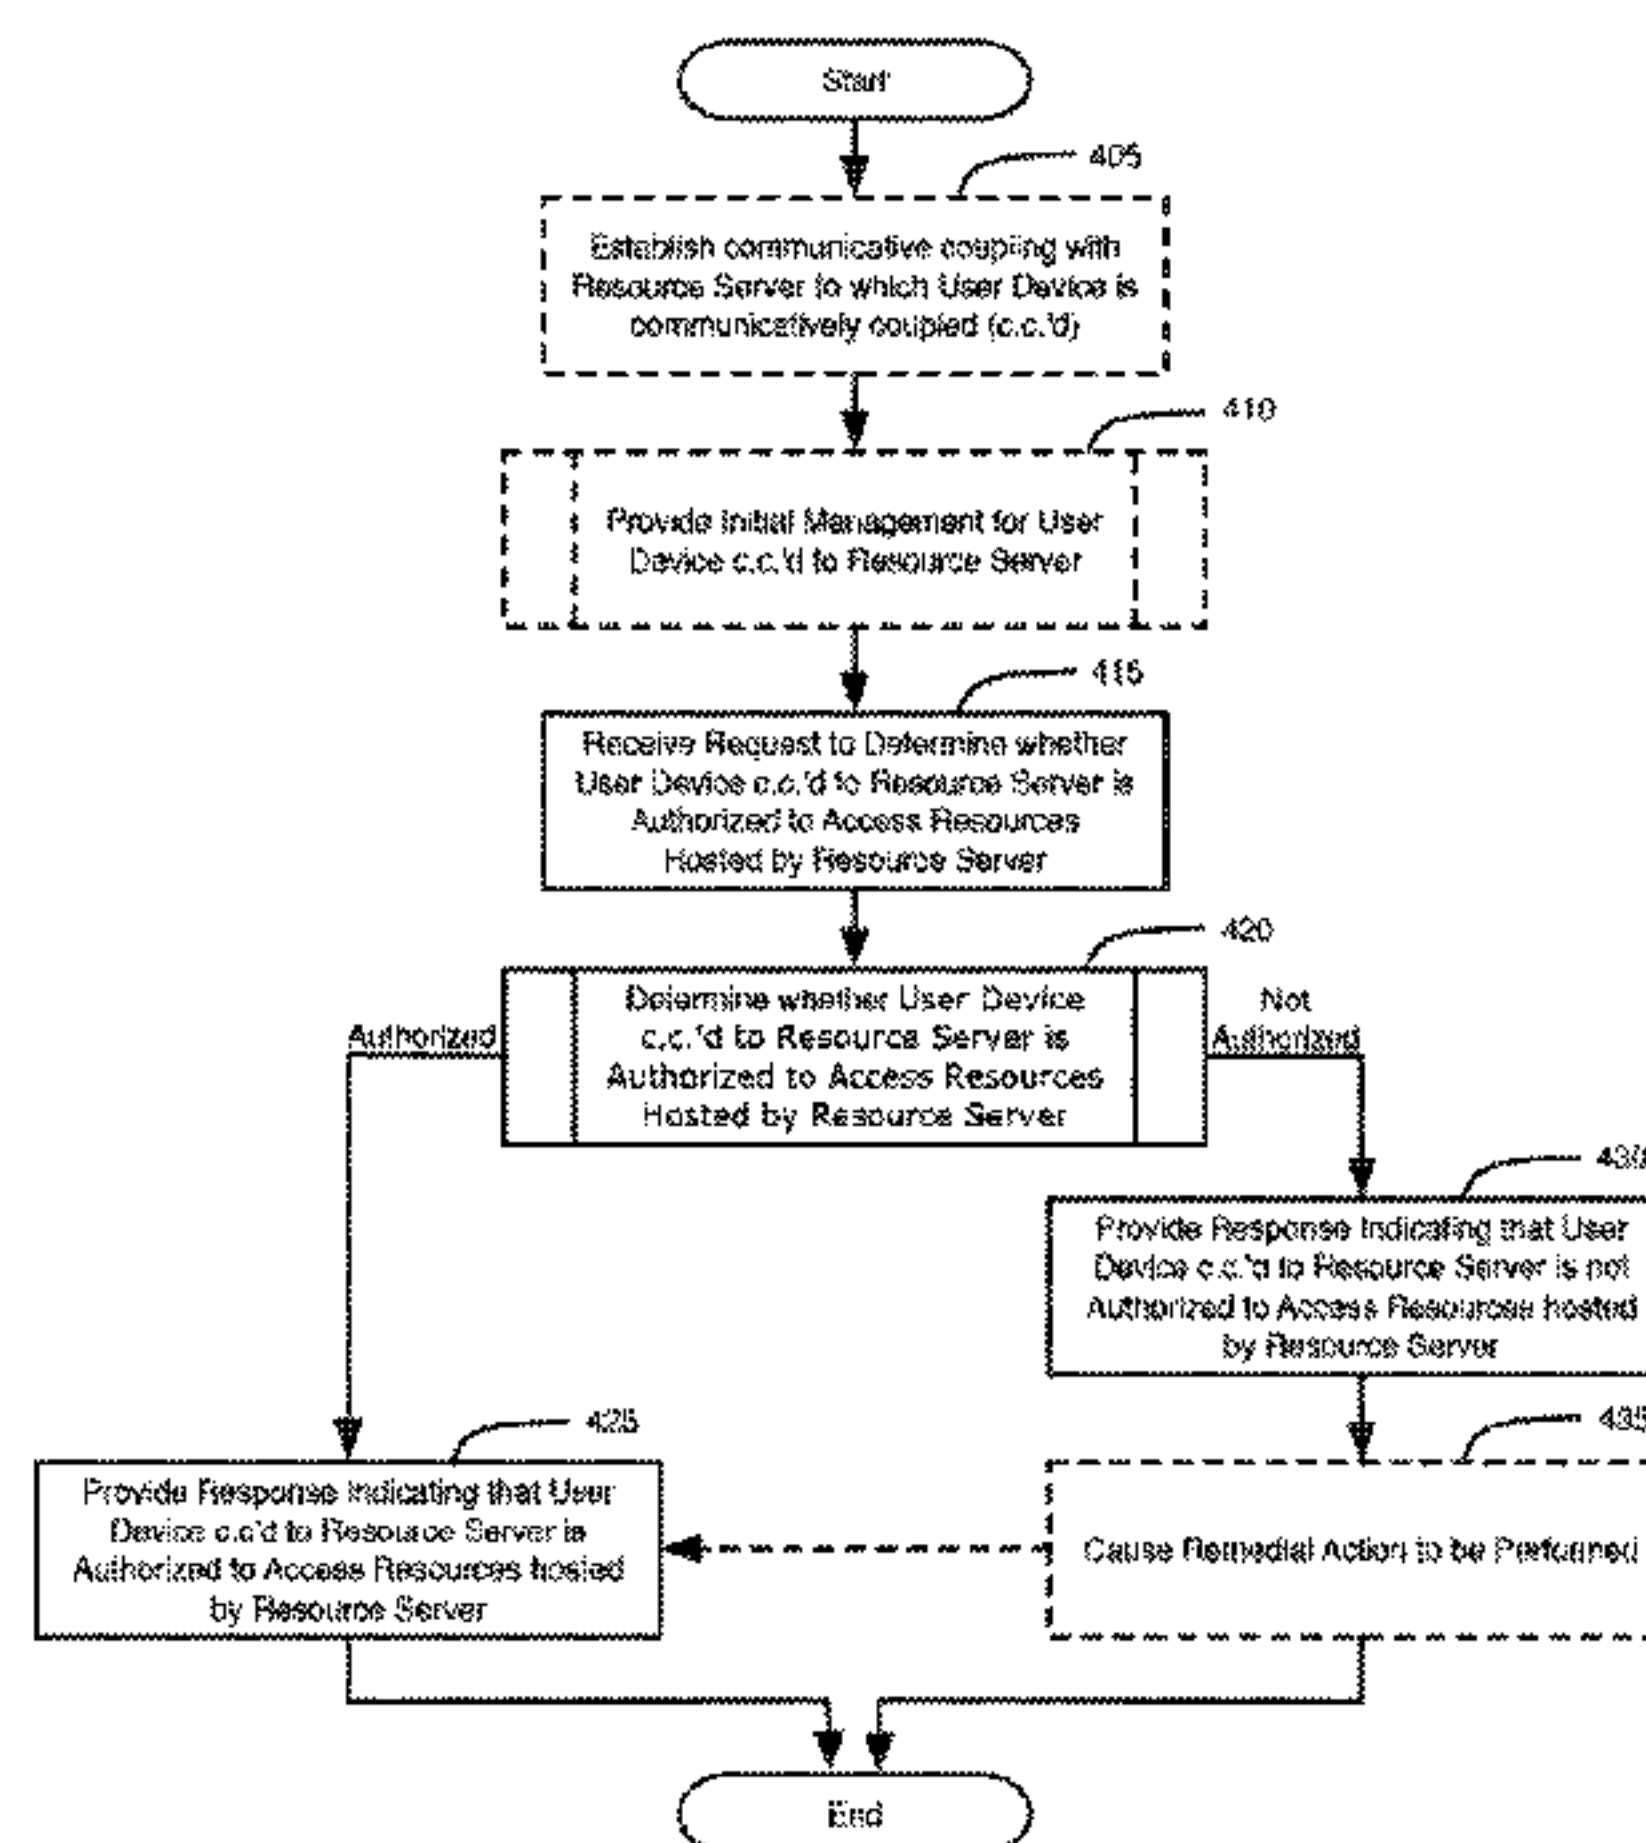 Start
405
Establish communicative coupling with
Resource Server to which User Device is
communicatively coupled (c.c.'d)
410
Provide Initial Management for User
Device c.c.'d to Resource Server
415
Receive Request to Determine whether
User Device c.c.'d to Resource Server is
Authorized to Access Resources
Hosted by Resource Server
420
Determine whether User Device
c.c.'d to Resource Server is
Authorized to Access Resources
Hosted by Resource Server
Authorized
Not
Authorized
430
Provide Response Indicating that User
Device c.c.'d to Resource Server is not
Authorized to Access Resources hosted
by Resource Server
425
Provide Response Indicating that User
Device c.c'd to Resource Server is
Authorized to Access Resources hosted
by Resource Server
435
Cause Remedial Action to be Performed
End